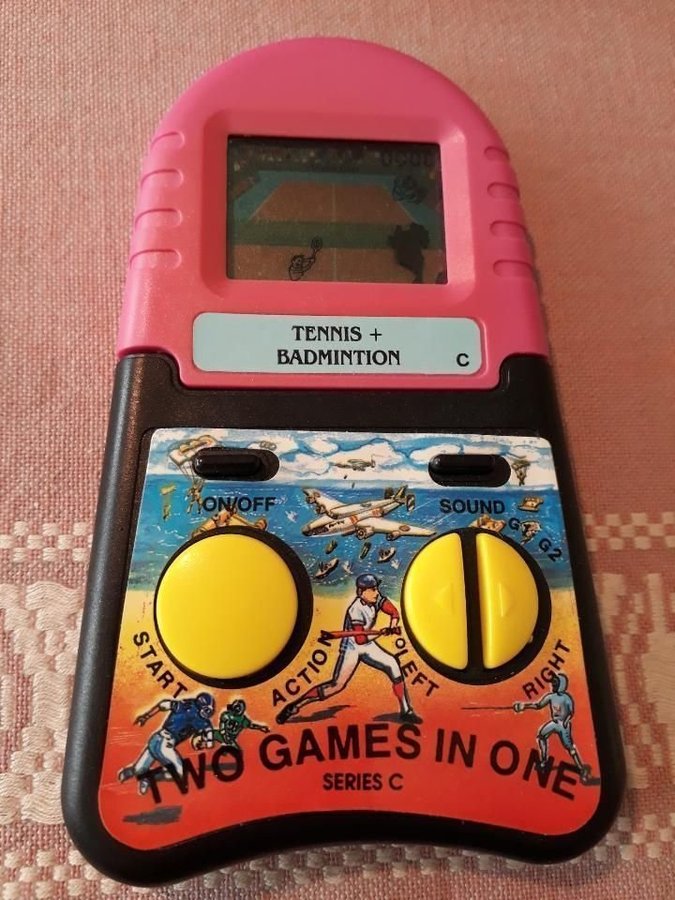 TENNIS +
BADMINTION
C
ON/OFF
SOUND
G1 G2
START
ACTION
LEFT
RIGHT
TWO GAMES IN ONE
SERIES C